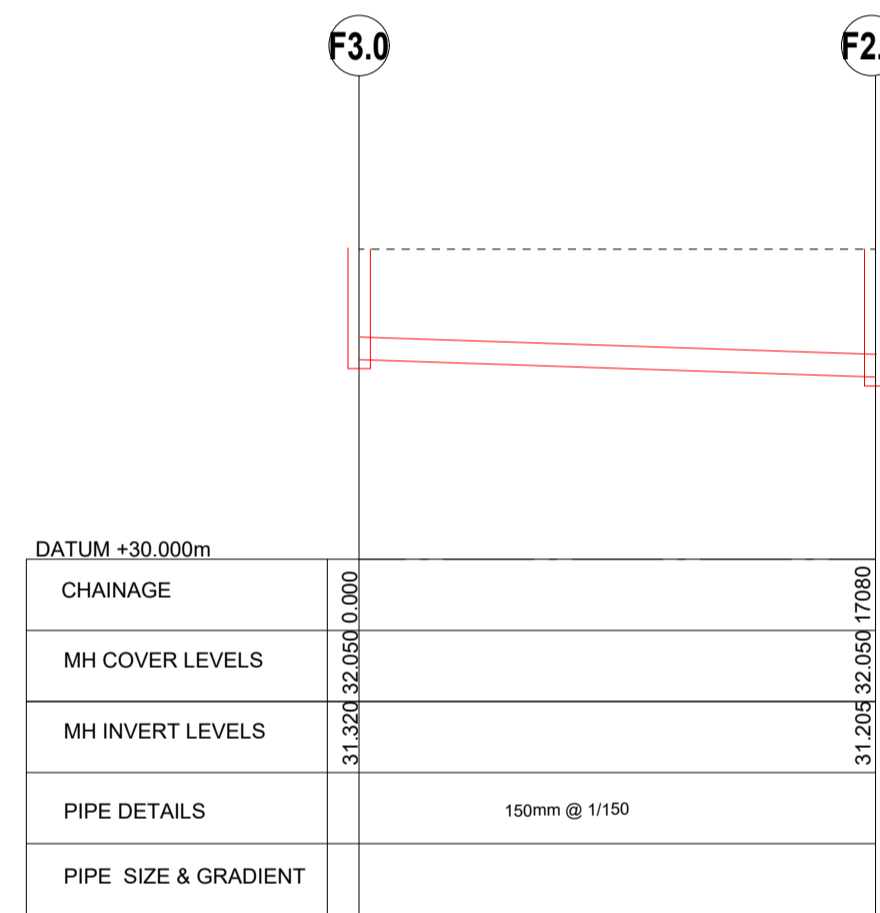 F3.0 F2.
DATUM +30.000m
CHAINAGE 0.000 17080
MH COVER LEVELS 32.050 32.050
MH INVERT LEVELS 31.320 31.205
PIPE DETAILS 150mm @ 1/150
PIPE SIZE & GRADIENT